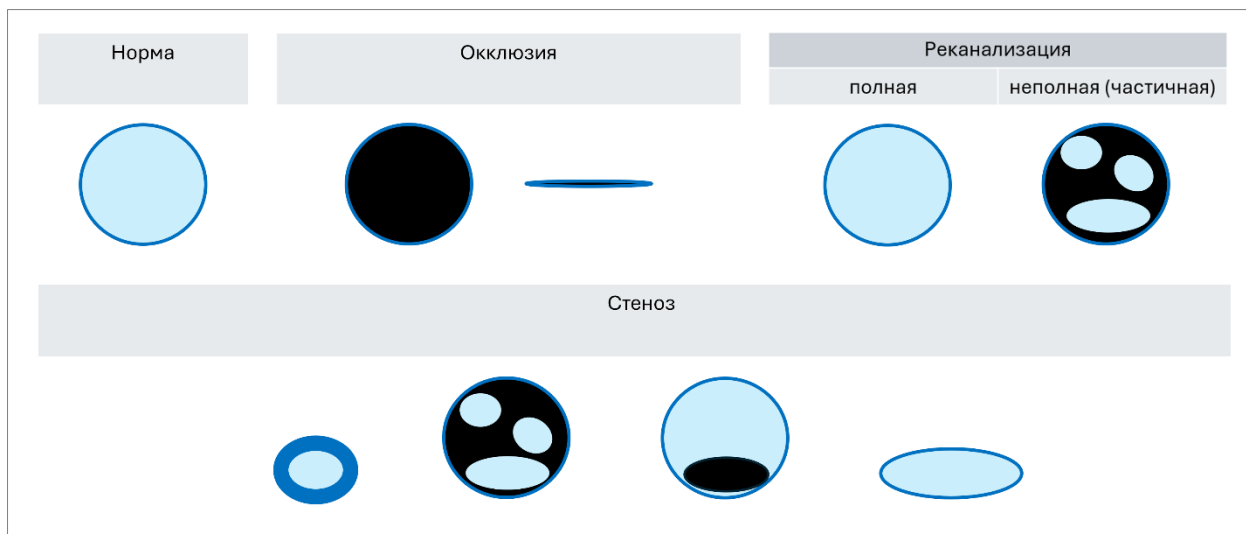 Норма
Окклюзия
Реканализация
полная
неполная (частичная)
Стеноз